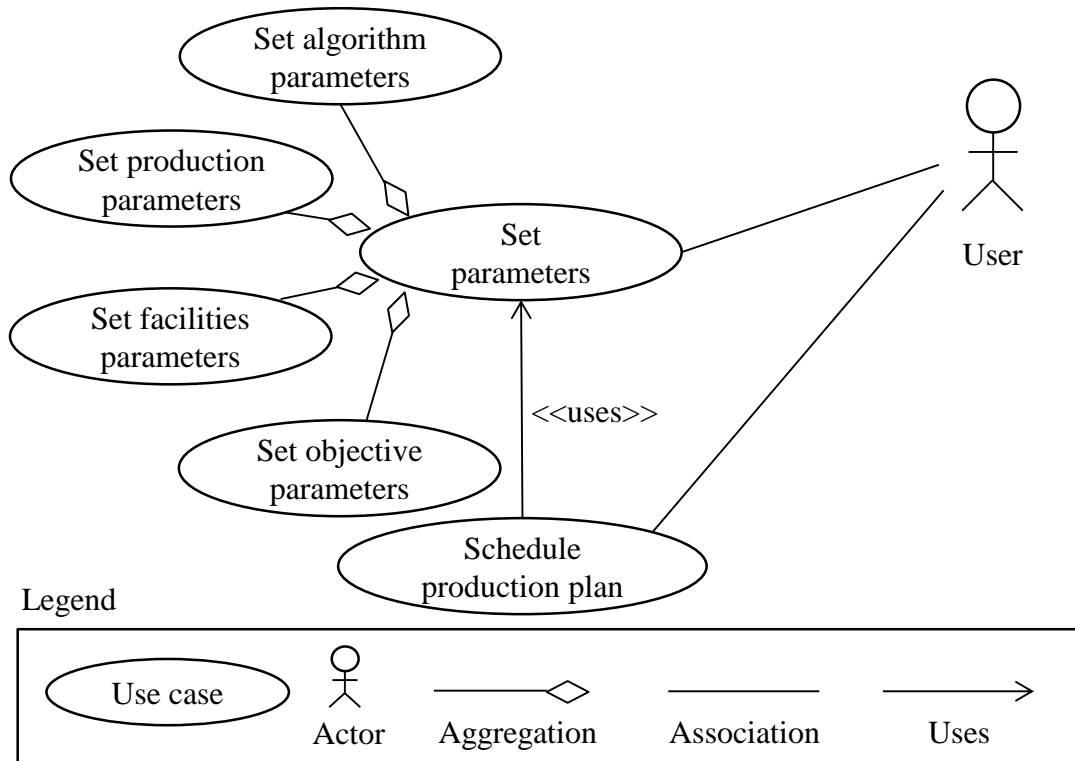 Set algorithm
parameters
Set production
parameters
Set
parameters
User
Set facilities
parameters
<<uses>>
Set objective
parameters
Schedule
production plan
Legend
Use case
Actor
Aggregation
Association
Uses